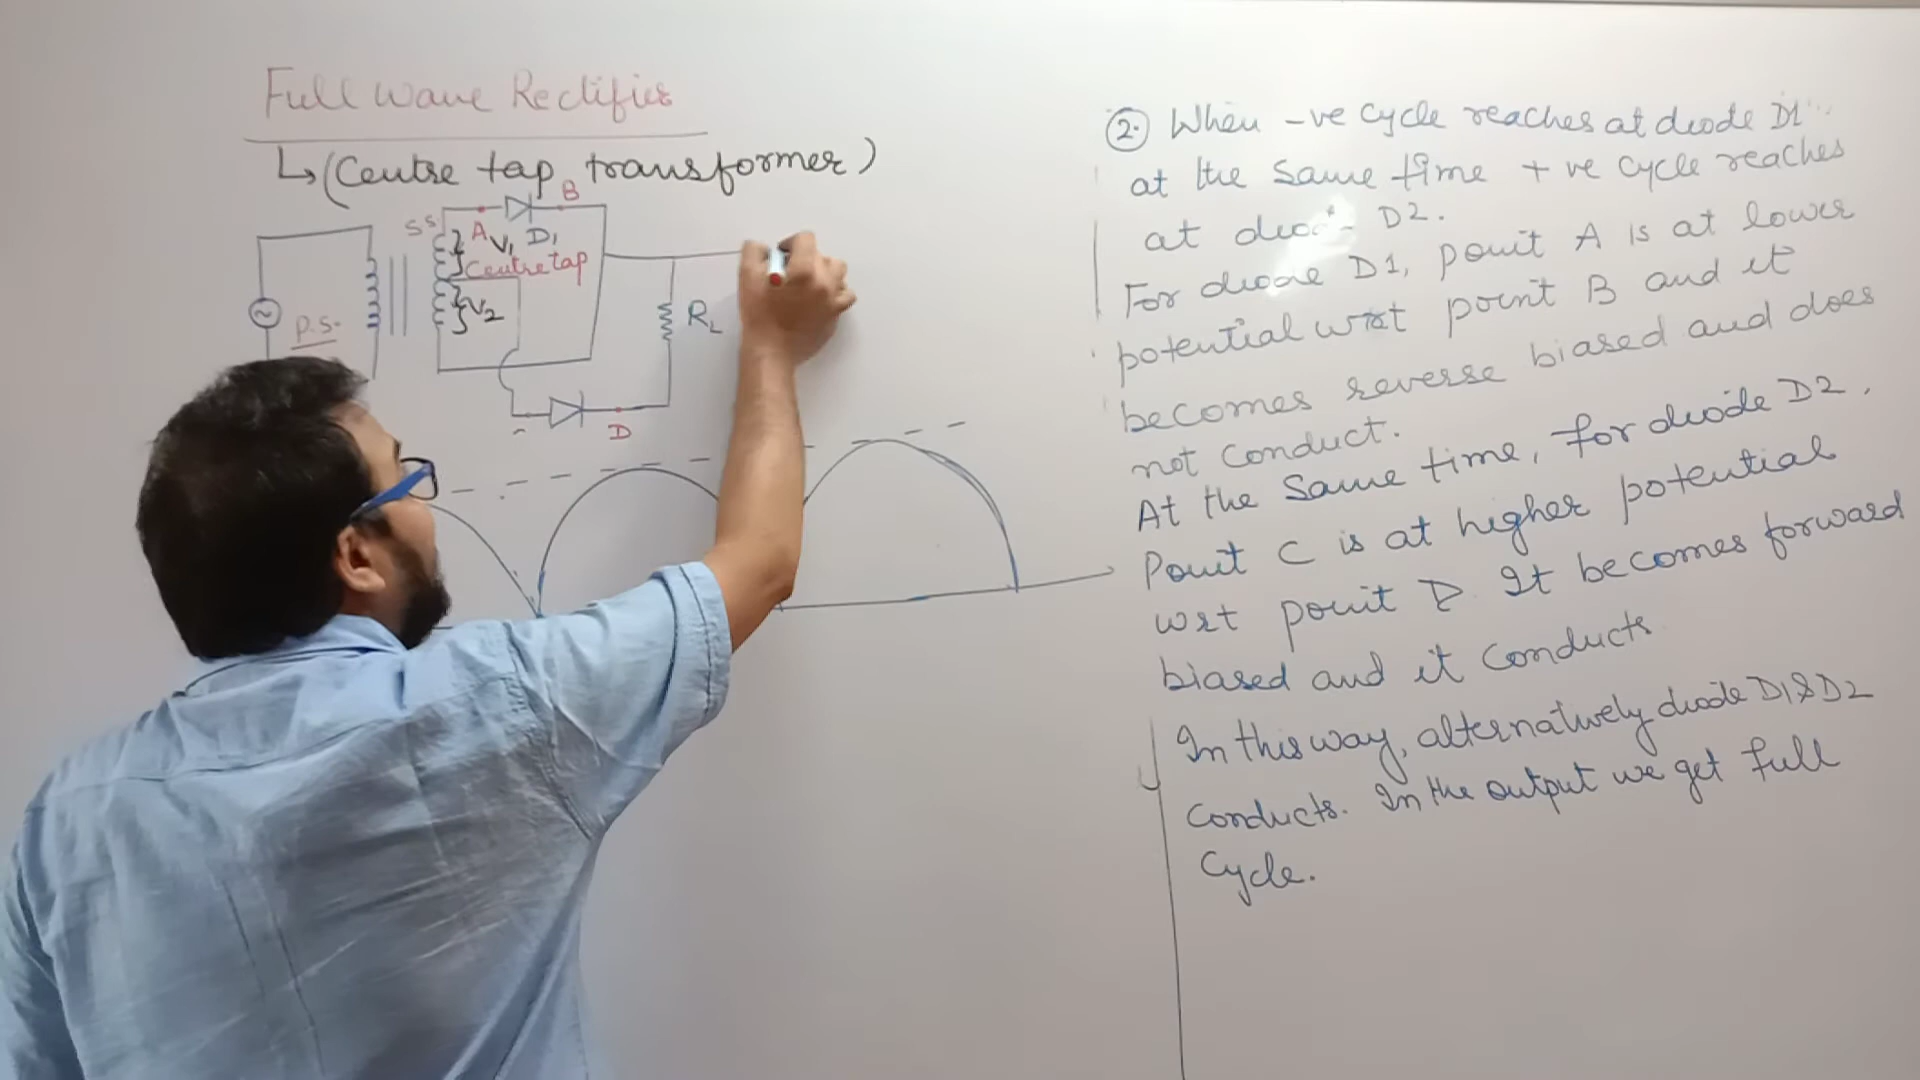 Full Wave Rectifier
↳ (Centre tap transformer)
B
SS
A
V1
D1
Centre tap
V2
P.S.
RL
D
② When -ve cycle reaches at diode D1
at the same time +ve cycle reaches
at D2.
For diode D1, point A is at lower
potential wrt point B and it
becomes reverse biased and does
not conduct.
At the same time, for diode D2,
Point C is at higher potential
wrt point D. It becomes forward
biased and it conducts
In this way, alternatively diode D1 & D2
conducts. In the output we get full
cycle.